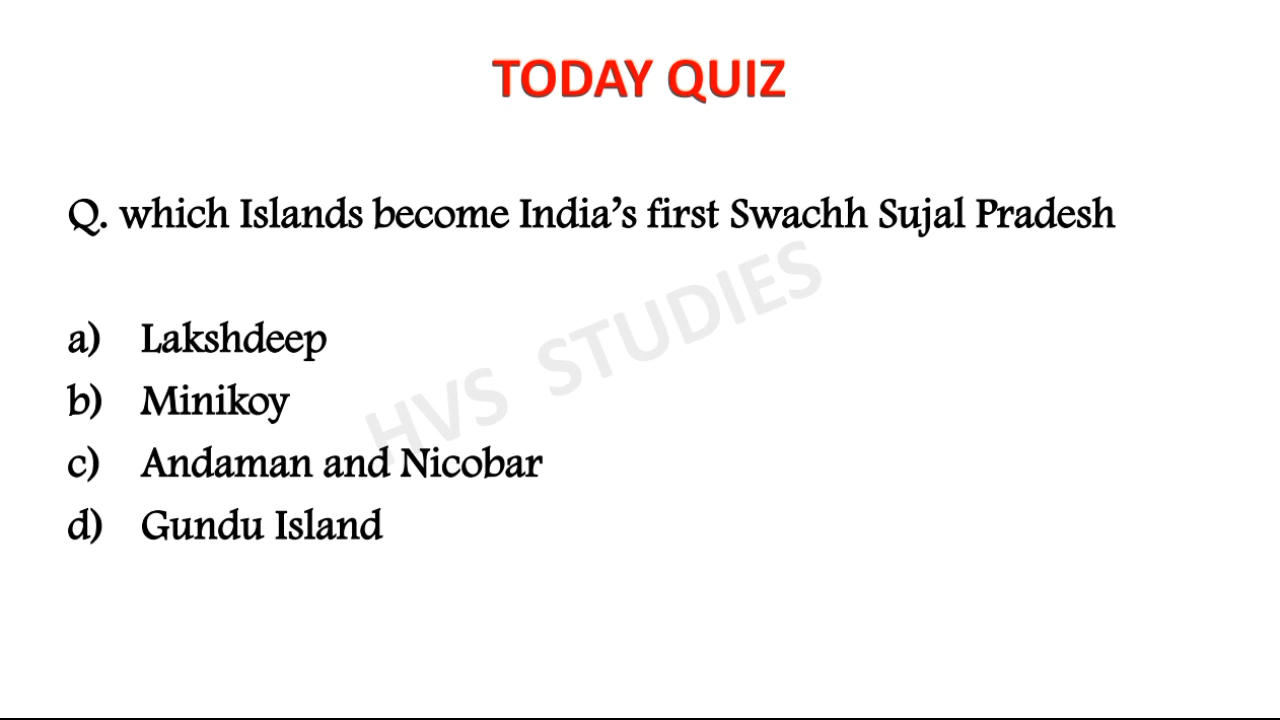 TODAY QUIZ
Q. which Islands become India’s first Swachh Sujal Pradesh
a) Lakshdeep
b) Minikoy
c) Andaman and Nicobar
d) Gundu Island
HVS STUDIES